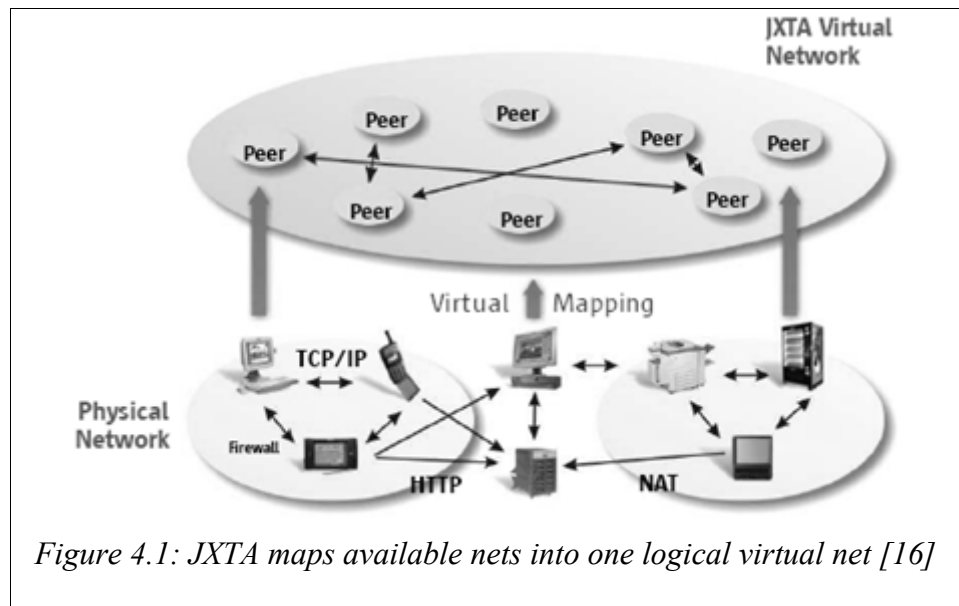 JXTA Virtual
Network
Peer
Peer
Peer
Peer
Peer
Peer
Peer
Peer
Virtual Mapping
TCP/IP
Physical
Network
Firewall
HTTP
NAT
Figure 4.1: JXTA maps available nets into one logical virtual net [16]